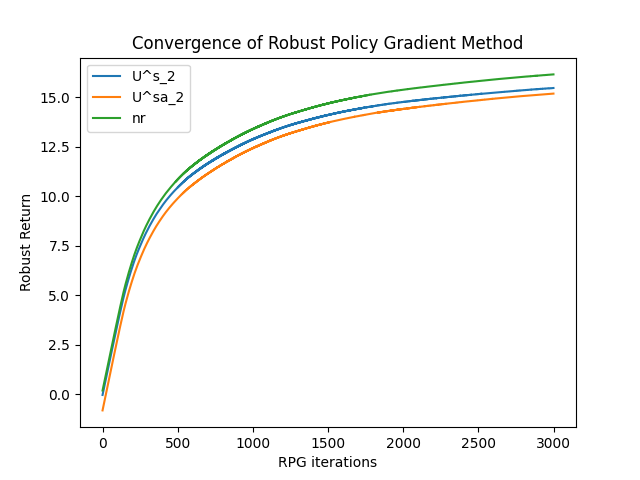 Convergence of Robust Policy Gradient Method
U^s_2
U^sa_2
nr
Robust Return
15.0
12.5
10.0
7.5
5.0
2.5
0.0
0 500 1000 1500 2000 2500 3000
RPG iterations